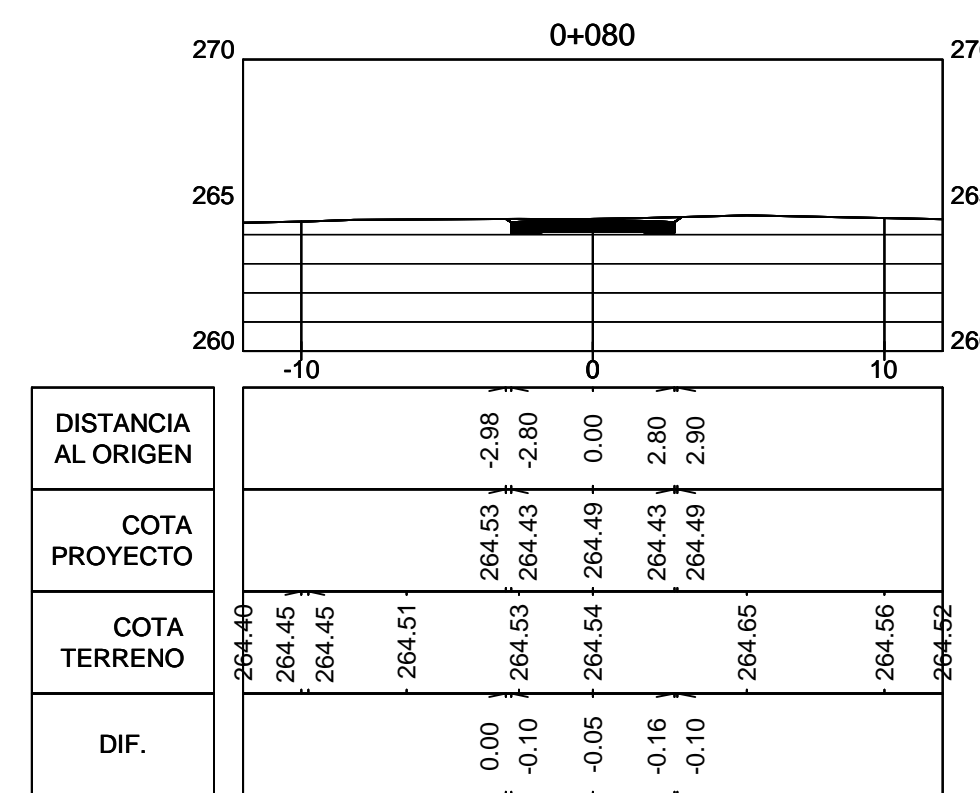 0+080
270
270
265
26
260
26
-10 0 10
DISTANCIA
AL ORIGEN
-2.98 -2.80 0.00 2.80 2.90
COTA
PROYECTO
264.53 264.43 264.49 264.43 264.49
COTA
TERRENO
264.40 264.45 264.45 264.51 264.53 264.54 264.65 264.56 264.52
DIF.
0.00 -0.10 -0.05 -0.16 -0.10